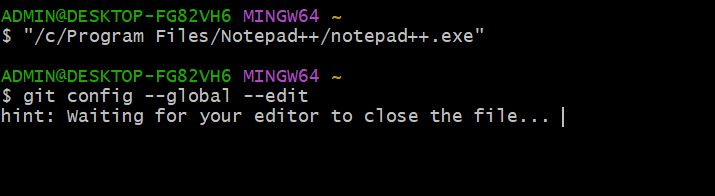 ADMIN@DESKTOP-FG82VH6 MINGW64 ~
$ "/c/Program Files/Notepad++/notepad++.exe"
ADMIN@DESKTOP-FG82VH6 MINGW64 ~
$ git config --global --edit
hint: Waiting for your editor to close the file...